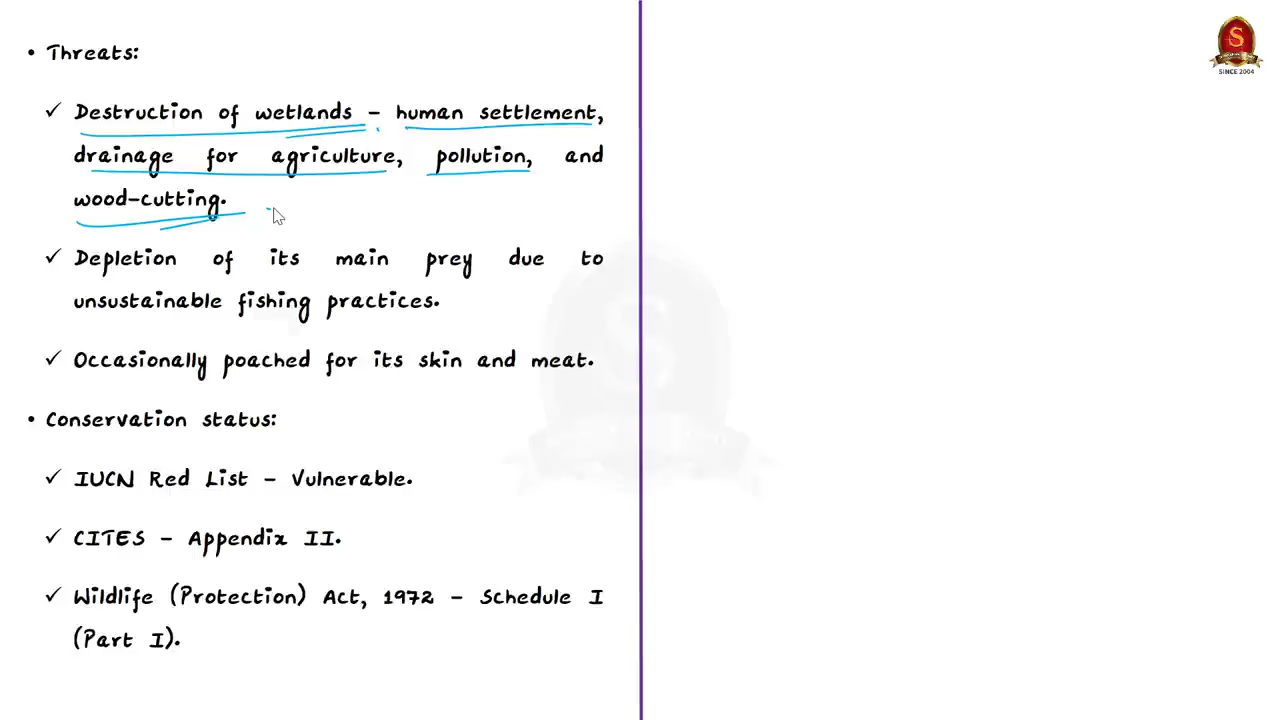 • Threats:
✓ Destruction of wetlands – human settlement,
drainage for agriculture, pollution, and
wood-cutting.
✓ Depletion of its main prey due to
unsustainable fishing practices.
✓ Occasionally poached for its skin and meat.
• Conservation status:
✓ IUCN Red List – Vulnerable.
✓ CITES – Appendix II.
✓ Wildlife (Protection) Act, 1972 – Schedule I
(Part I).
S
SINCE 2004